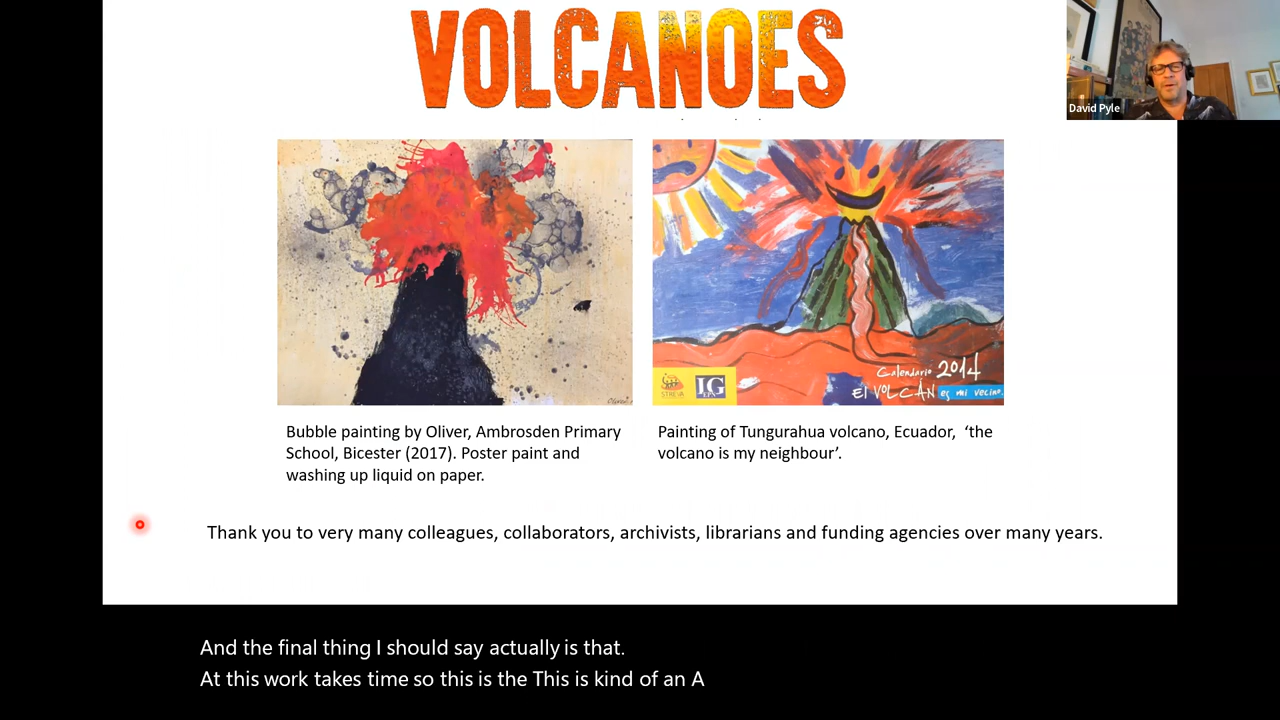 VOLCANOES
David Pyle
Oliver
STREVA
IG
EPN
Calendario 2014
El VOLCÁN es mi vecino.
Bubble painting by Oliver, Ambrosden Primary
School, Bicester (2017). Poster paint and
washing up liquid on paper.
Painting of Tungurahua volcano, Ecuador, ‘the
volcano is my neighbour’.
Thank you to very many colleagues, collaborators, archivists, librarians and funding agencies over many years.
And the final thing I should say actually is that.
At this work takes time so this is the This is kind of an A